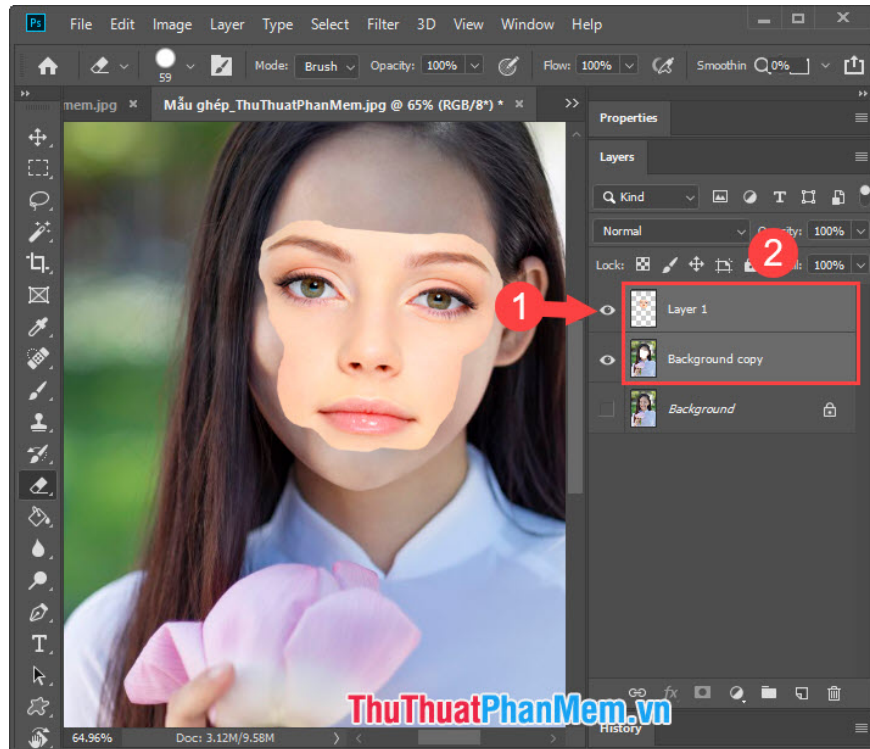 Ps File Edit Image Layer Type Select Filter 3D View Window Help
59 Mode: Brush Opacity: 100% Flow: 100% Smoothin 0%
mem.jpg × Mẫu ghép_ThuThuatPhanMem.jpg @ 65% (RGB/8*) * ×
Properties
Layers
Kind
Normal 100%
Lock: 100%
2
1
Layer 1
Background copy
Background
T
fx
ThuThuatPhanMem.vn
History
64.96% Doc: 3.12M/9.58M